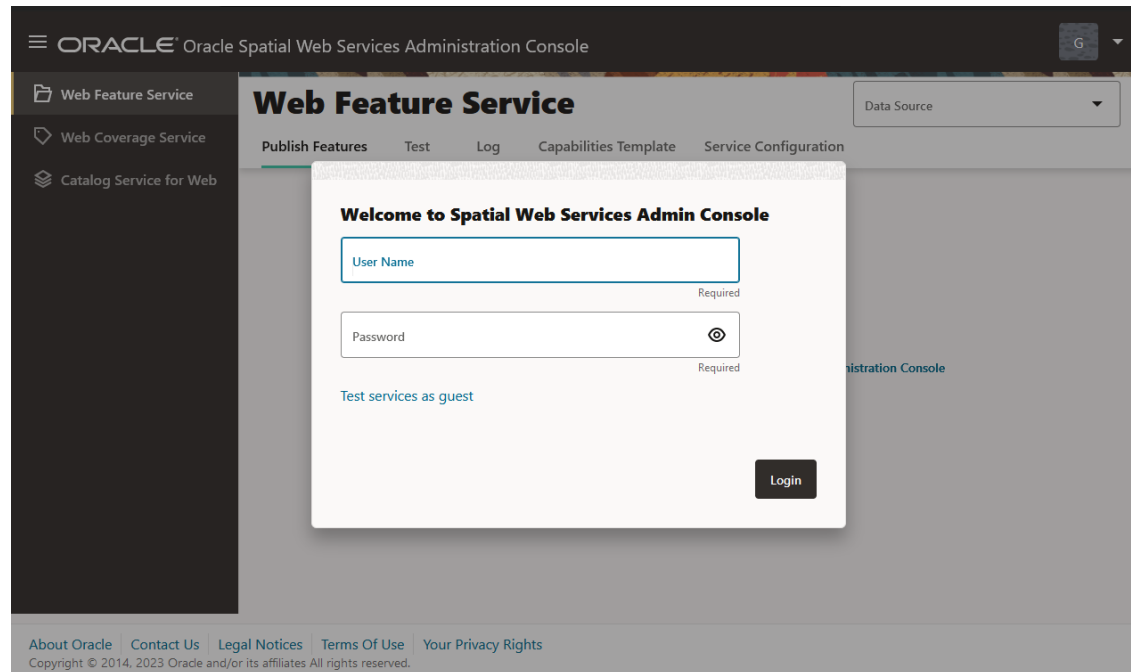 ORACLE Oracle Spatial Web Services Administration Console
G
Web Feature Service
Web Coverage Service
Catalog Service for Web
Web Feature Service
Data Source
Publish Features Test Log Capabilities Template Service Configuration
Welcome to Spatial Web Services Admin Console
User Name
Required
Password
Required
nistration Console
Test services as guest
Login
About Oracle Contact Us Legal Notices Terms Of Use Your Privacy Rights
Copyright © 2014, 2023 Oracle and/or its affiliates All rights reserved.